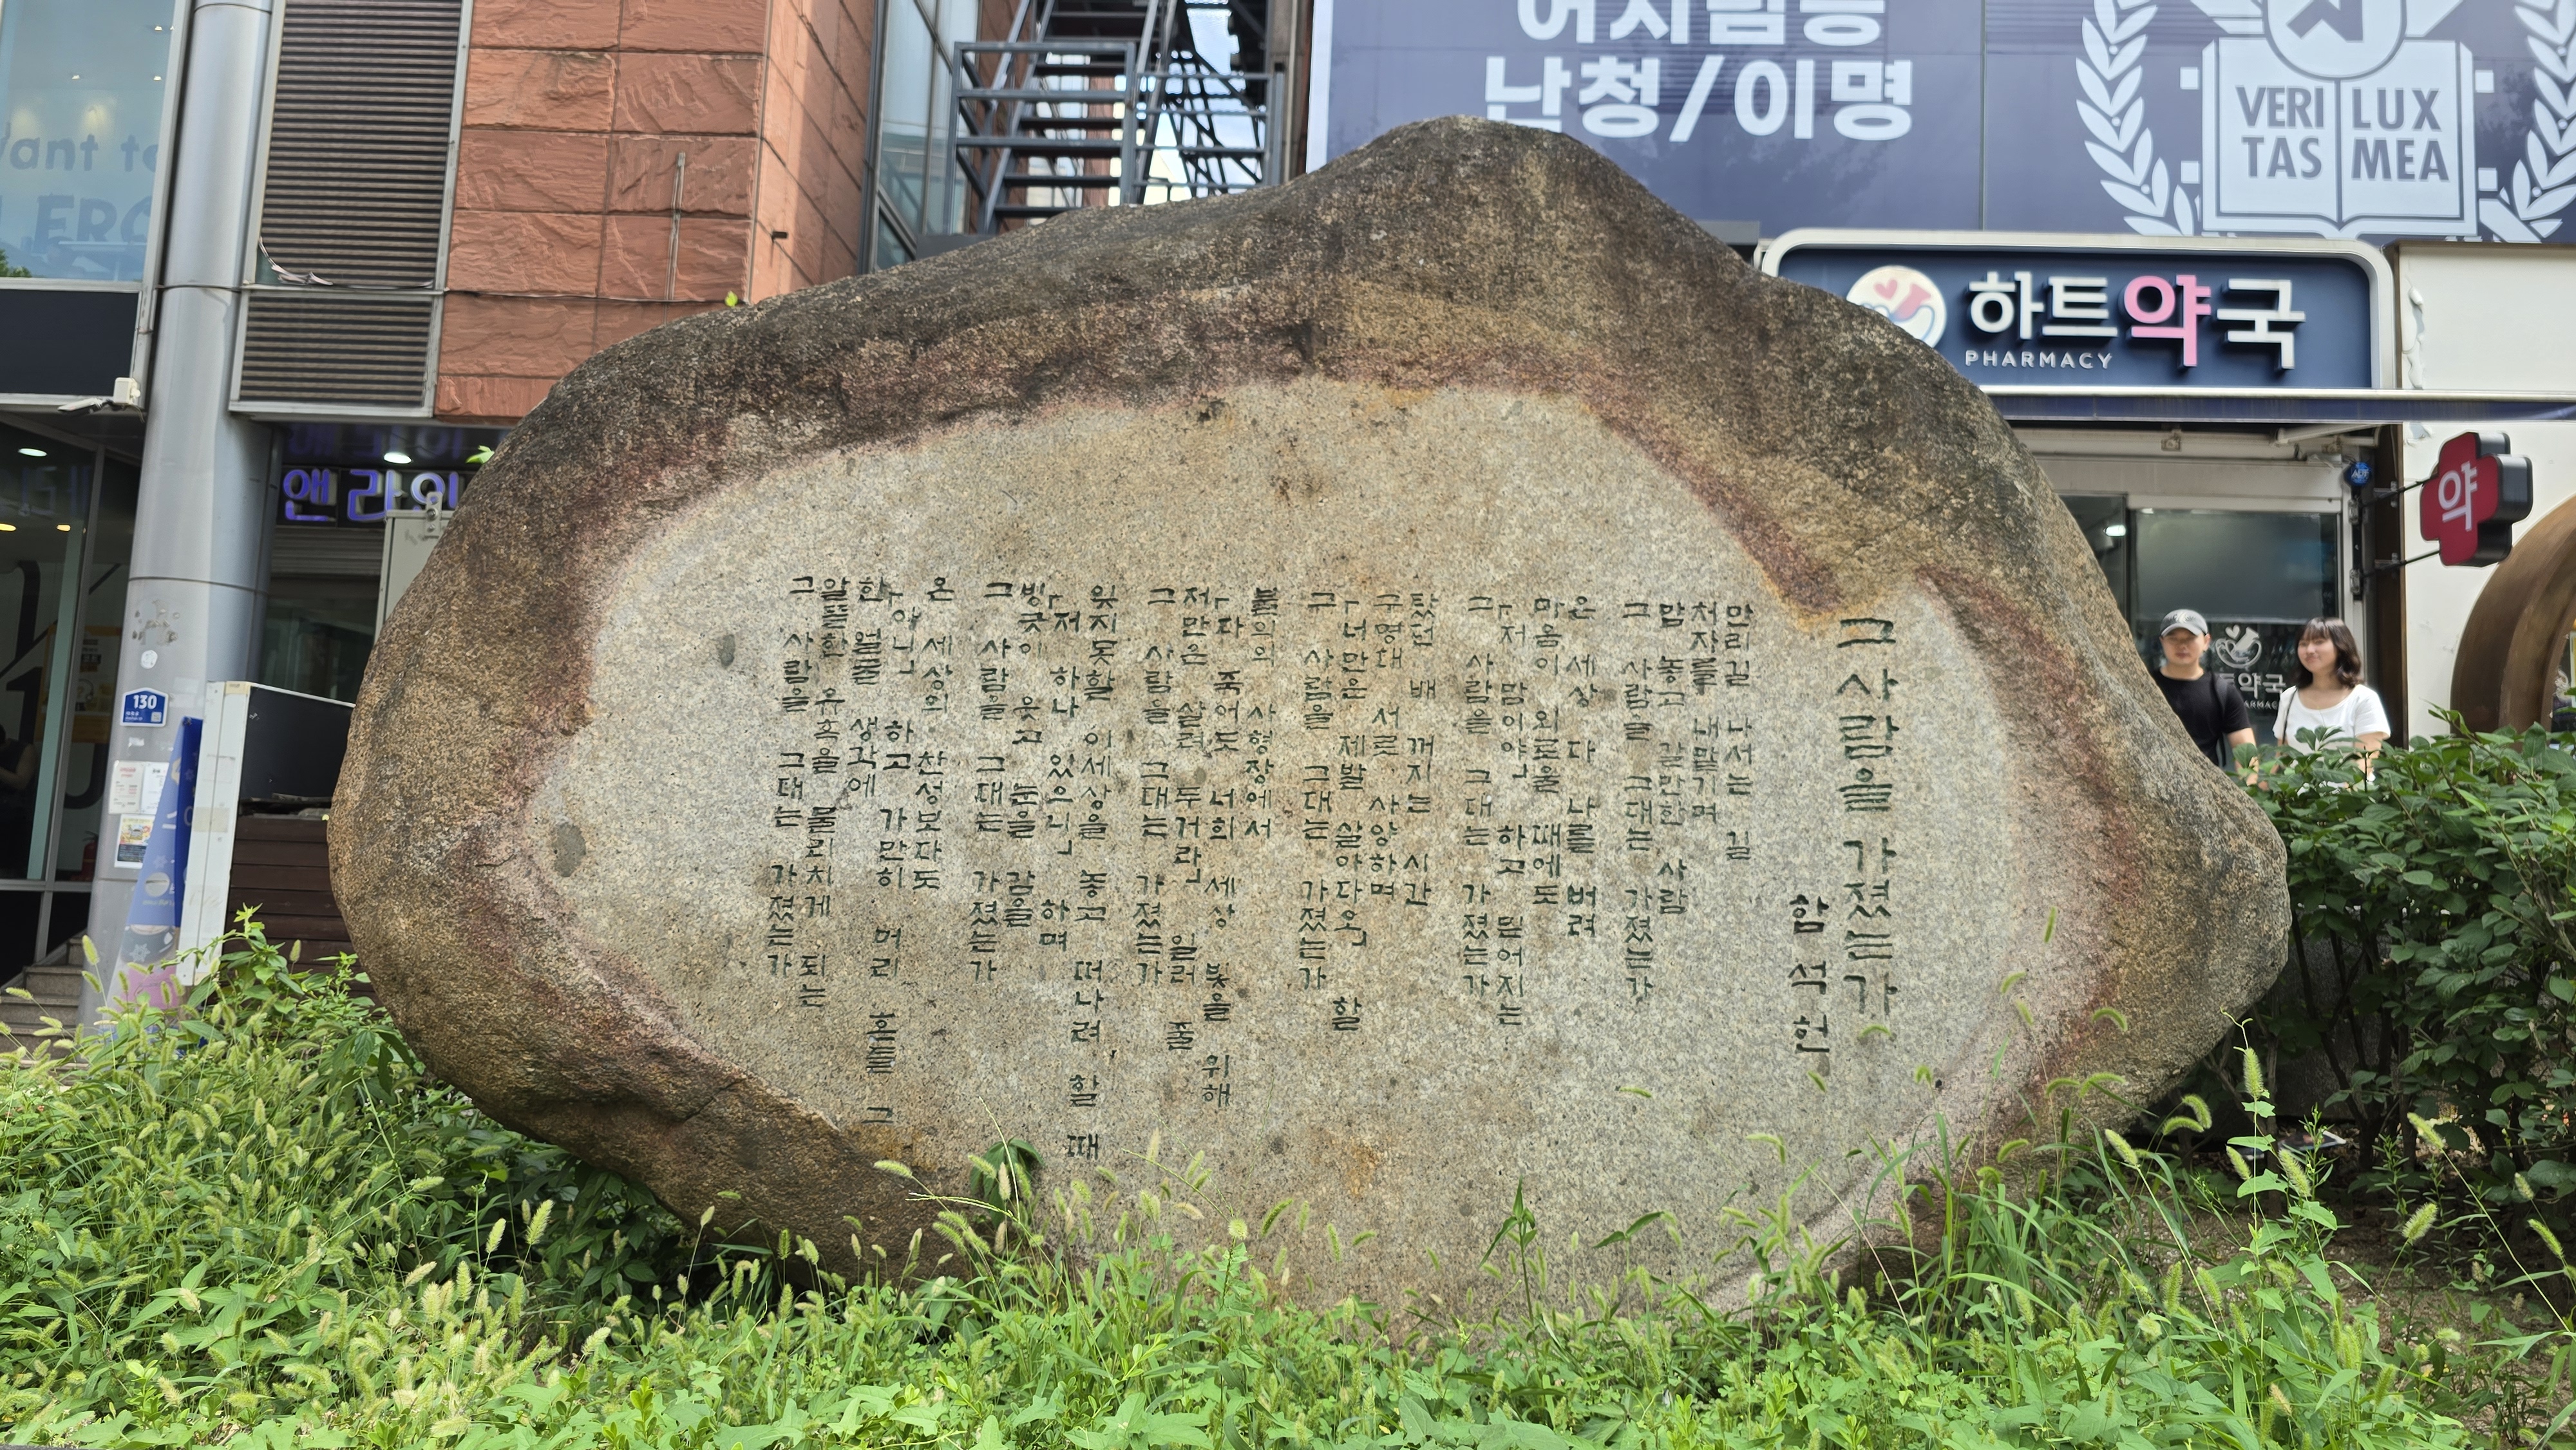 그 사람을 가졌는가
함석헌
만리길 나서는 길
처자를 내맡기며
맘 놓고 갈만한 사람
그 사람을 그대는 가졌는가
온 세상 다 나를 버려
마음이 외로울 때에도
「저 맘이야」 하고 믿어지는
그 사람을 그대는 가졌는가
탔던 배 꺼지는 시간
구명대 서로 사양하며
「너만은 제발 살아다오」 할
그 사람을 그대는 가졌는가
불의의 사형장에서
「다 죽어도 너희 세상 빛을 위해
저만은 살려 두거라」 일러 줄
그 사람을 그대는 가졌는가
잊지못할 이세상을 놓고 떠나려 할 때
「저 하나 있으니」 하며
빙긋이 웃고 눈을 감을
그 사람을 그대는 가졌는가
온 세상의 찬성보다도
「아니」 하고 가만히 머리 흔들 그
한 얼굴 생각에
알뜰한 유혹을 물리치게 되는
그 사람을 그대는 가졌는가
난청/이명
VERI TAS LUX MEA
하트약국
PHARMACY
약
앤 라인
130